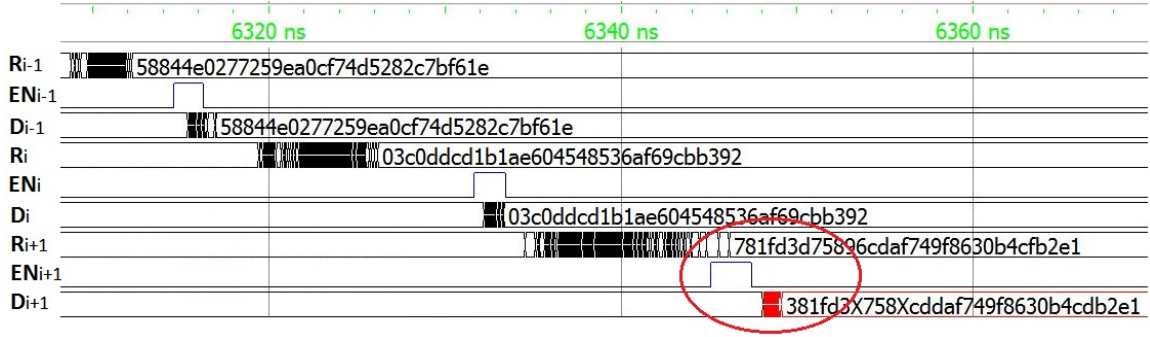 6320 ns 6340 ns 6360 ns
Ri-1 58844e0277259ea0cf74d5282c7bf61e
ENi-1
Di-1 58844e0277259ea0cf74d5282c7bf61e
Ri 03c0ddcd1b1ae604548536af69cbb392
ENi
Di 03c0ddcd1b1ae604548536af69cbb392
Ri+1 781fd3d75896cdaf749f8630b4cfb2e1
ENi+1
Di+1 381fd3X758Xcddaf749f8630b4cdb2e1